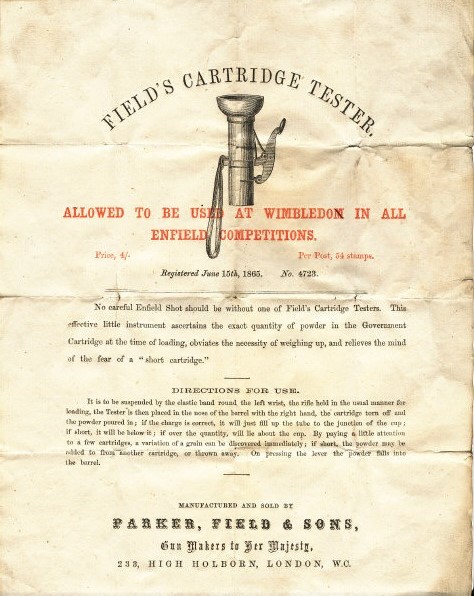 FIELD'S CARTRIDGE TESTER.
ALLOWED TO BE USED AT WIMBLEDON IN ALL
ENFIELD COMPETITIONS.
Price, 4/- Per Post, 54 stamps.
Registered June 15th, 1865. No. 4723.
No careful Enfield Shot should be without one of Field's Cartridge Testers. This
effective little instrument ascertains the exact quantity of powder in the Government
Cartridge at the time of loading, obviates the necessity of weighing up, and relieves the mind
of the fear of a "short cartridge."
DIRECTIONS FOR USE.
It is to be suspended by the elastic band round the left wrist, the rifle held in the usual manner for
loading, the Tester is then placed in the nose of the barrel with the right hand, the cartridge torn off and
the powder poured in; if the charge is correct, it will just fill up the tube to the junction of the cup;
if short, it will be below it; if over the quantity, will lie about the cup. By paying a little attention
to a few cartridges, a variation of a grain can be discovered immediately; if short, the powder may be
added to from another cartridge, or thrown away. On pressing the lever the powder falls into
the barrel.
MANUFACTURED AND SOLD BY
PARKER, FIELD & SONS,
Gun Makers to Her Majesty,
233, HIGH HOLBORN, LONDON, W.C.